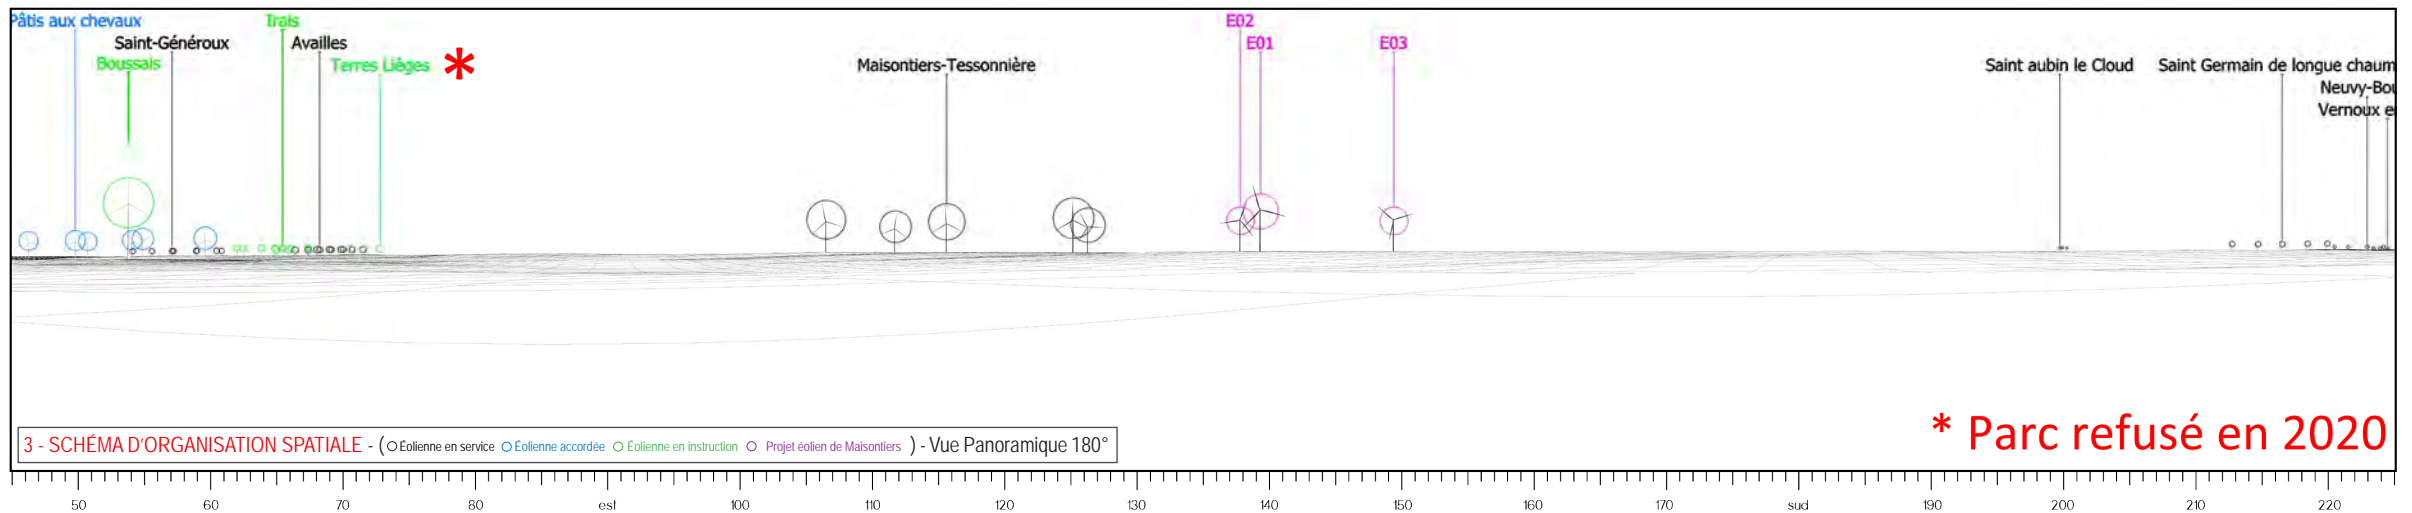 Pâtis aux chevaux
Trais
E02
Saint-Généroux
Availles
E01
E03
Boussais
Terres Lièges *
Maisontiers-Tessonnière
Saint aubin le Cloud
Saint Germain de longue chaum
Neuvy-Bou
Vernoux e
* Parc refusé en 2020
3 - SCHÉMA D'ORGANISATION SPATIALE - ( Éolienne en service Éolienne accordée Éolienne en instruction Projet éolien de Maisontiers ) - Vue Panoramique 180°
50 60 70 80 est 100 110 120 130 140 150 160 170 sud 190 200 210 220